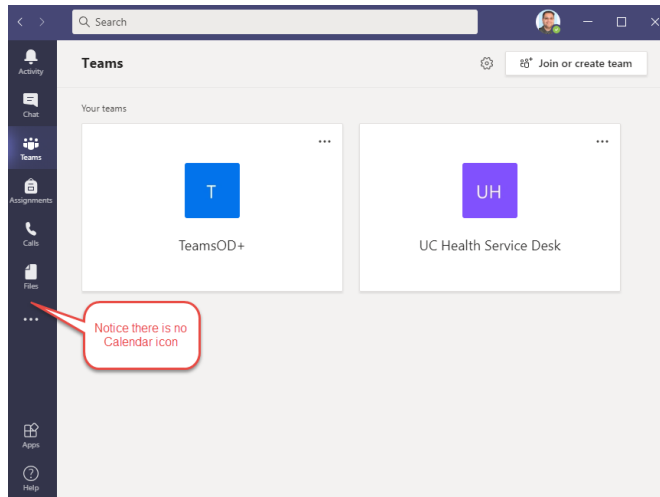 Search
Activity
Chat
Teams
Assignments
Calls
Files
Apps
Help
Teams
Join or create team
Your teams
T
TeamsOD+
UH
UC Health Service Desk
Notice there is no
Calendar icon